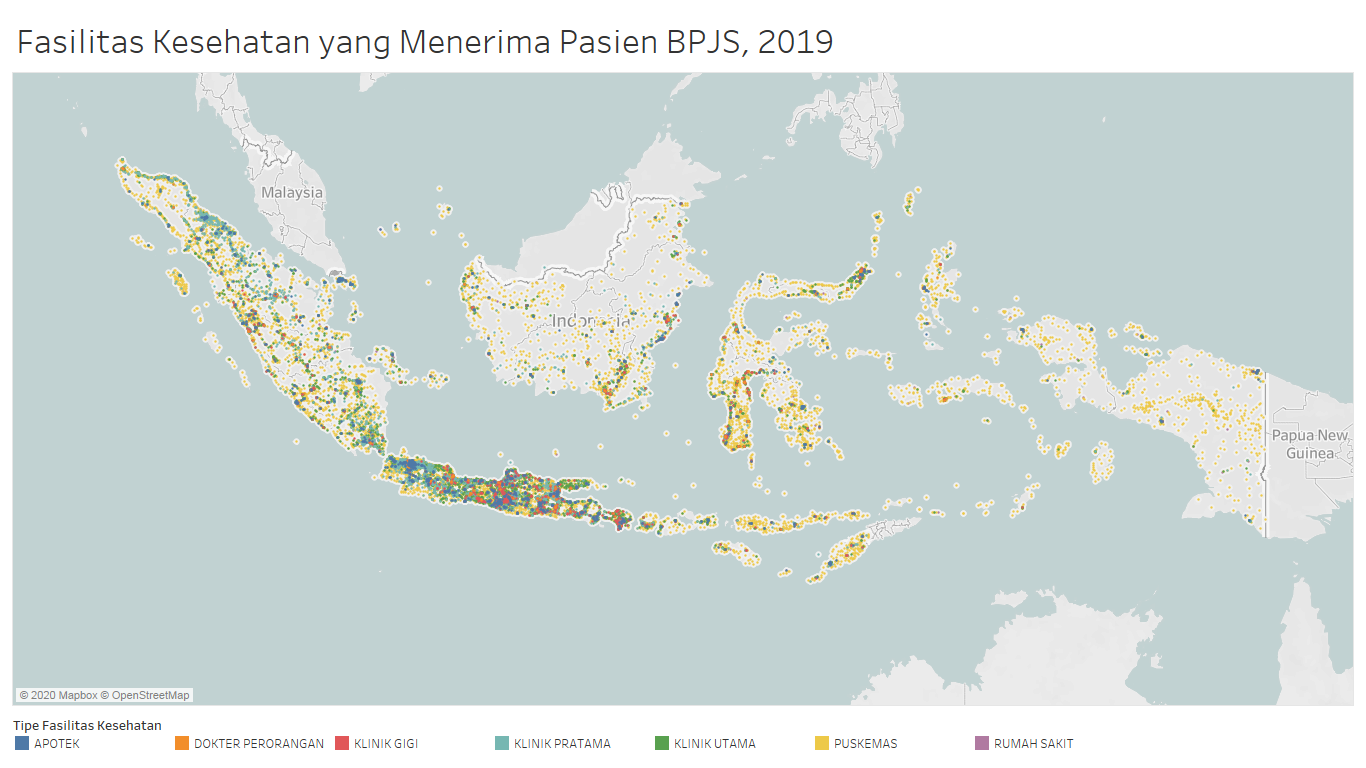 Fasilitas Kesehatan yang Menerima Pasien BPJS, 2019
Malaysia
Indonesia
Papua New
Guinea
© 2020 Mapbox © OpenStreetMap
Tipe Fasilitas Kesehatan
APOTEK
DOKTER PERORANGAN
KLINIK GIGI
KLINIK PRATAMA
KLINIK UTAMA
PUSKEMAS
RUMAH SAKIT